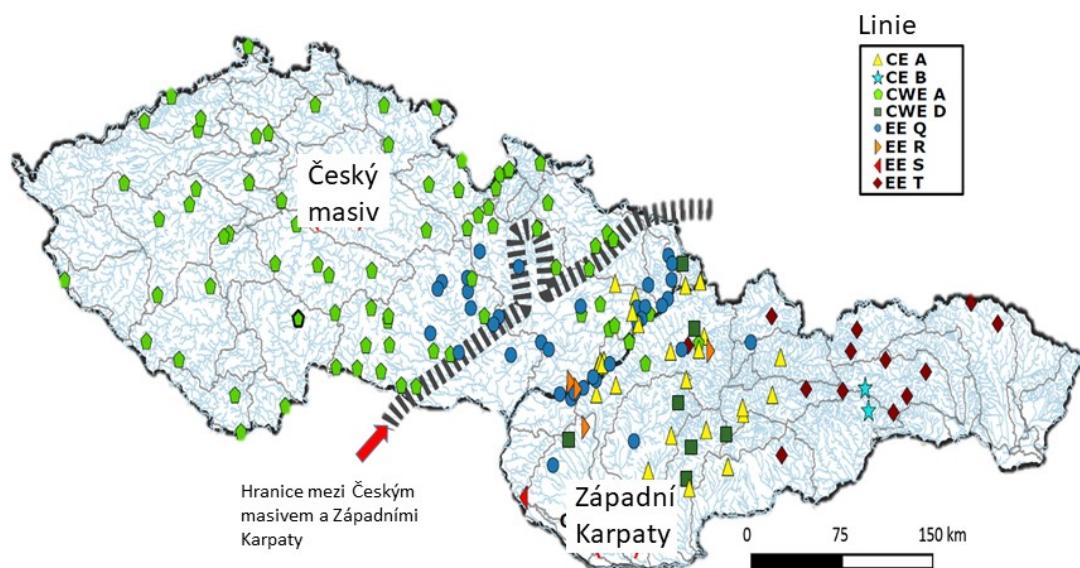 Linie
CE A
CE B
CWE A
CWE D
EE Q
EE R
EE S
EE T
Český
masiv
Hranice mezi Českým
masivem a Západními
Karpaty
Západní
Karpaty
0 75 150 km